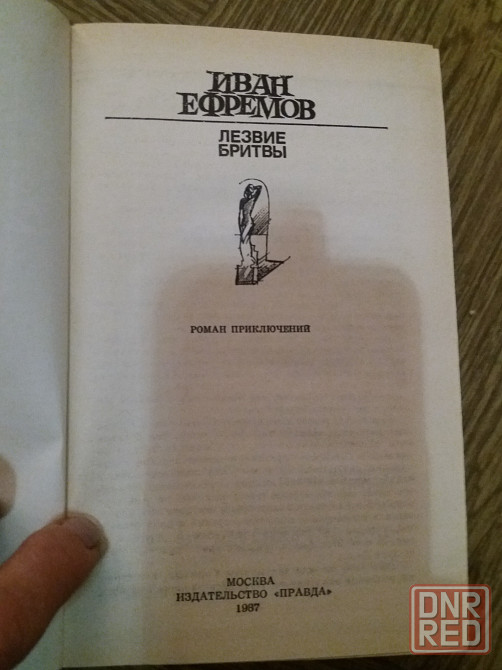 ИВАН
ЕФРЕМОВ
ЛЕЗВИЕ
БРИТВЫ
РОМАН ПРИКЛЮЧЕНИЙ
МОСКВА
ИЗДАТЕЛЬСТВО «ПРАВДА»
1987
DNR
RED